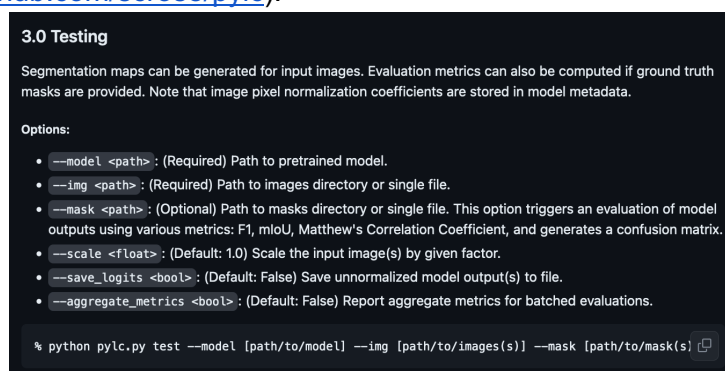 3.0 Testing
Segmentation maps can be generated for input images. Evaluation metrics can also be computed if ground truth
masks are provided. Note that image pixel normalization coefficients are stored in model metadata.
Options:
• --model <path> : (Required) Path to pretrained model.
• --img <path> : (Required) Path to images directory or single file.
• --mask <path> : (Optional) Path to masks directory or single file. This option triggers an evaluation of model
outputs using various metrics: F1, mIoU, Matthew's Correlation Coefficient, and generates a confusion matrix.
• --scale <float> : (Default: 1.0) Scale the input image(s) by given factor.
• --save_logits <bool> : (Default: False) Save unnormalized model output(s) to file.
• --aggregate_metrics <bool> : (Default: False) Report aggregate metrics for batched evaluations.
% python pylc.py test --model [path/to/model] --img [path/to/images(s)] --mask [path/to/mask(s)